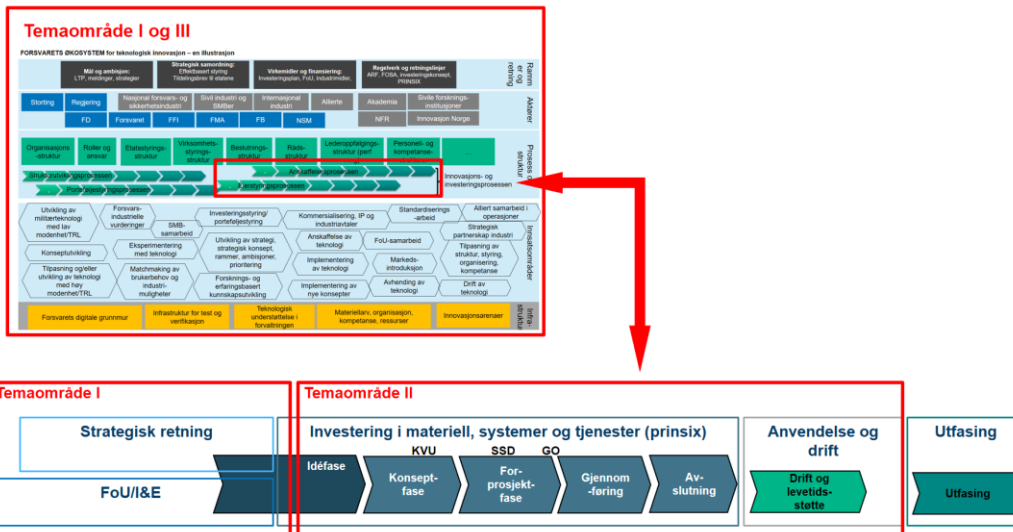 Temaområde I og III
FORSVARETS ØKOSYSTEM for teknologisk innovasjon – en illustrasjon
Mål og ambisjon:
LTP, meldinger, strategier
Strategisk samordning:
Effektbasert styring
Tildelingsbrev til etatene
Virkemidler og finansiering:
Investeringsplan, FoU, industrimidler,
Regelverk og retningslinjer
ARF, FOSA, investeringskonsept,
PRINSIX
Ramm
er og
retning
Storting
Regjering
Nasjonal forsvars- og
sikkerhetsindustri
Sivil industri og
SMBer
Internasjonal
industri
Allierte
Akademia
Sivile forsknings-
institusjoner
FD
Forsvaret
FFI
FMA
FB
NSM
NFR
Innovasjon Norge
Aktører
Organisasjons
-struktur
Roller og
ansvar
Etatsstyrings-
struktur
Virksomhets-
styrings-
struktur
Beslutnings-
struktur
Råds-
struktur
Lederoppfølgings-
struktur (perf
Personell- og
kompetanse-
...
Prosess o
struktur
Strukturutviklingsprosessen
Anskaffelsesprosessen
Porteføljestyringsprosessen
Eierstyringsprosessen
Innovasjons- og
investeringsprosessen
Utvikling av
militærteknologi
med lav
modenhet/TRL
Forsvars-
industrielle
vurderinger
SMB-
samarbeid
Investeringsstyring/
porteføljestyring
Kommersialisering, IP og
industriavtaler
Standardiserings
-arbeid
Alliert samarbeid i
operasjoner
Strategisk
partnerskap industri
Konseptutvikling
Eksperimentering
med teknologi
Utvikling av strategi,
strategisk konsept,
rammer, ambisjoner,
prioritering
Anskaffelse av
teknologi
FoU-samarbeid
Implementering
av teknologi
Markeds-
introduksjon
Tilpasning av
struktur, styring,
organisering,
kompetanse
Tilpasning og/eller
utvikling av teknologi
med høy
modenhet/TRL
Matchmaking av
brukerbehov og
industri-
muligheter
Forsknings- og
erfaringsbasert
kunnskapsutvikling
Implementering av
nye konsepter
Avhending av
teknologi
Drift av
teknologi
Innsatsområder
Forsvarets digitale grunnmur
Infrastruktur for test og
verifikasjon
Teknologisk
understøttelse i
forvaltningen
Materiellarv, organisasjon,
kompetanse, ressurser
Innovasjonsarenaer
Infra-
struktur
Temaområde I
Temaområde II
Strategisk retning
FoU/I&E
Investering i materiell, systemer og tjenester (prinsix)
KVU
SSD
GO
Idéfase
Konsept-
fase
For-
prosjekt-
fase
Gjennom
-føring
Av-
slutning
Anvendelse og
drift
Drift og
levetids-
støtte
Utfasing
Utfasing